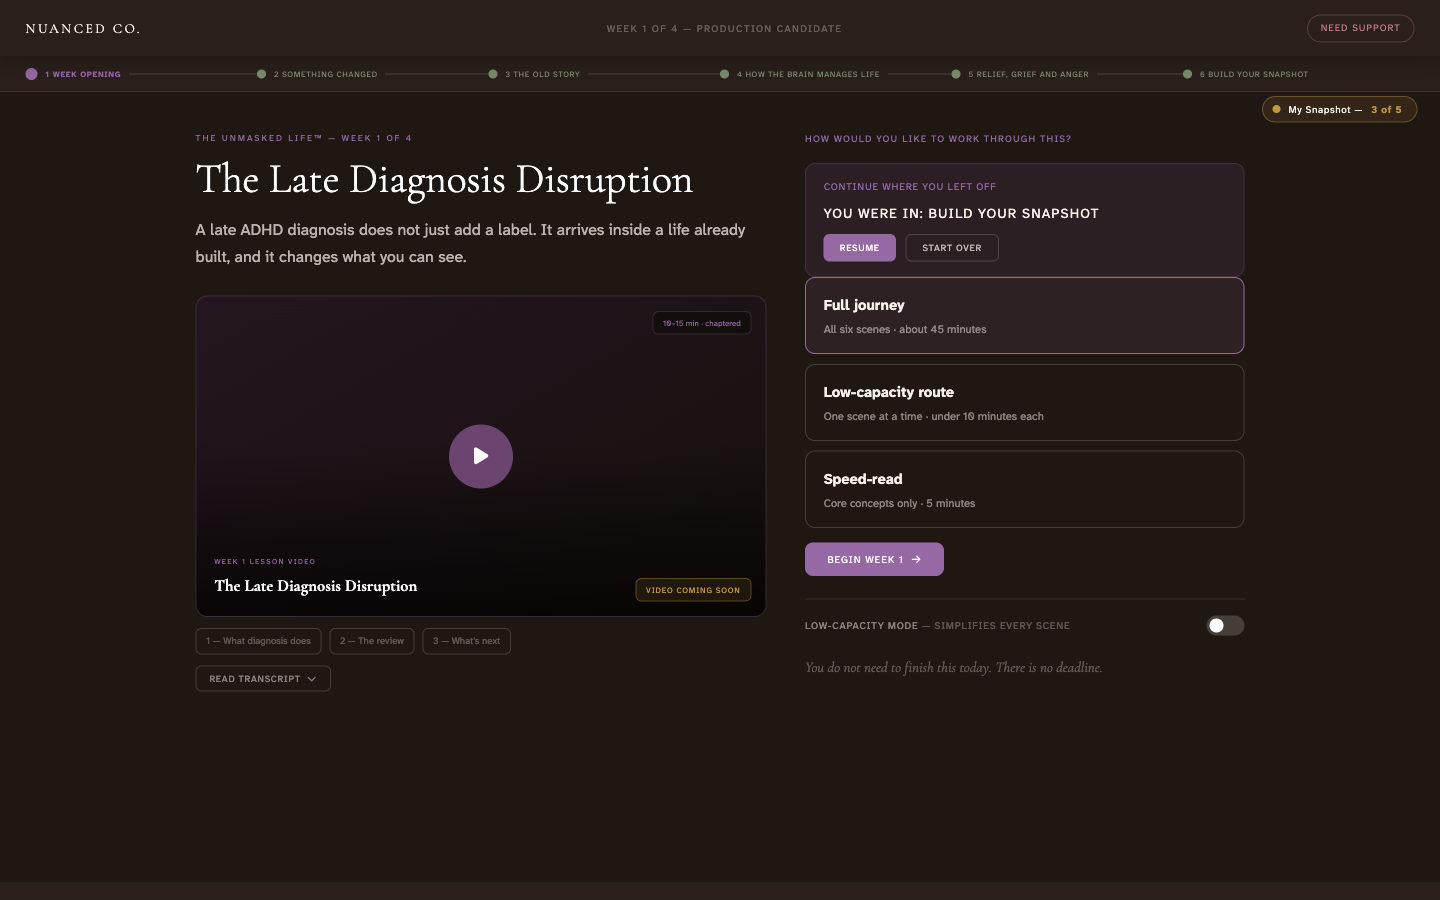 NUANCED CO.
WEEK 1 OF 4 — PRODUCTION CANDIDATE
NEED SUPPORT
1 WEEK OPENING
2 SOMETHING CHANGED
3 THE OLD STORY
4 HOW THE BRAIN MANAGES LIFE
5 RELIEF, GRIEF AND ANGER
6 BUILD YOUR SNAPSHOT
My Snapshot — 3 of 5
THE UNMASKED LIFE™ — WEEK 1 OF 4
The Late Diagnosis Disruption
A late ADHD diagnosis does not just add a label. It arrives inside a life already
built, and it changes what you can see.
10–15 min · chaptered
WEEK 1 LESSON VIDEO
The Late Diagnosis Disruption
VIDEO COMING SOON
1 — What diagnosis does
2 — The review
3 — What's next
READ TRANSCRIPT
HOW WOULD YOU LIKE TO WORK THROUGH THIS?
CONTINUE WHERE YOU LEFT OFF
YOU WERE IN: BUILD YOUR SNAPSHOT
RESUME
START OVER
Full journey
All six scenes · about 45 minutes
Low-capacity route
One scene at a time · under 10 minutes each
Speed-read
Core concepts only · 5 minutes
BEGIN WEEK 1 →
LOW-CAPACITY MODE — SIMPLIFIES EVERY SCENE
You do not need to finish this today. There is no deadline.